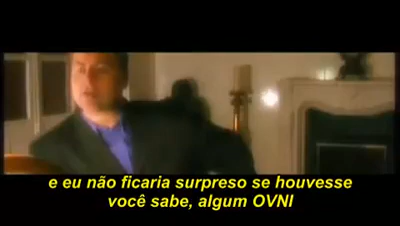 e eu não ficaria surpreso se houvesse
você sabe, algum OVNI